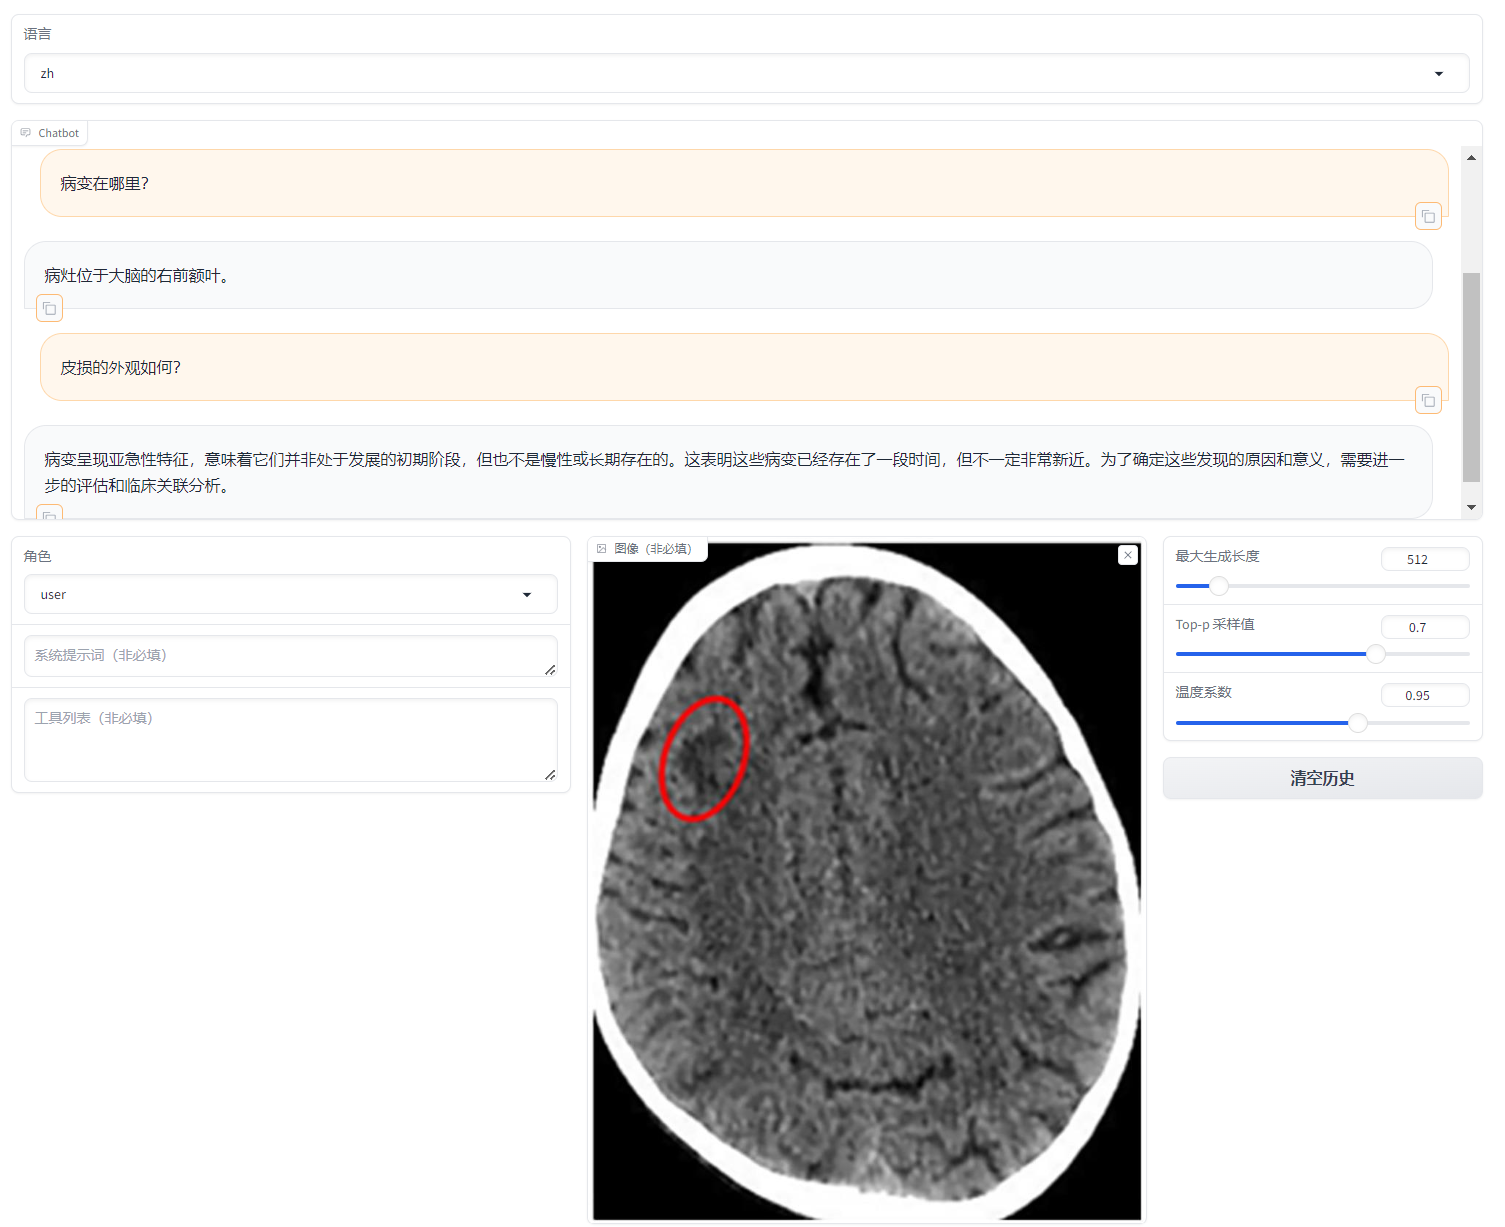 语言
zh
Chatbot
病变在哪里?
病灶位于大脑的右前额叶。
皮损的外观如何?
病变呈现亚急性特征，意味着它们并非处于发展的初期阶段，但也不是慢性或长期存在的。这表明这些病变已经存在了一段时间，但不一定非常新近。为了确定这些发现的原因和意义，需要进一
步的评估和临床关联分析。
角色
user
系统提示词（非必填）
工具列表（非必填）
图像（非必填）
最大生成长度
512
Top-p 采样值
0.7
温度系数
0.95
清空历史